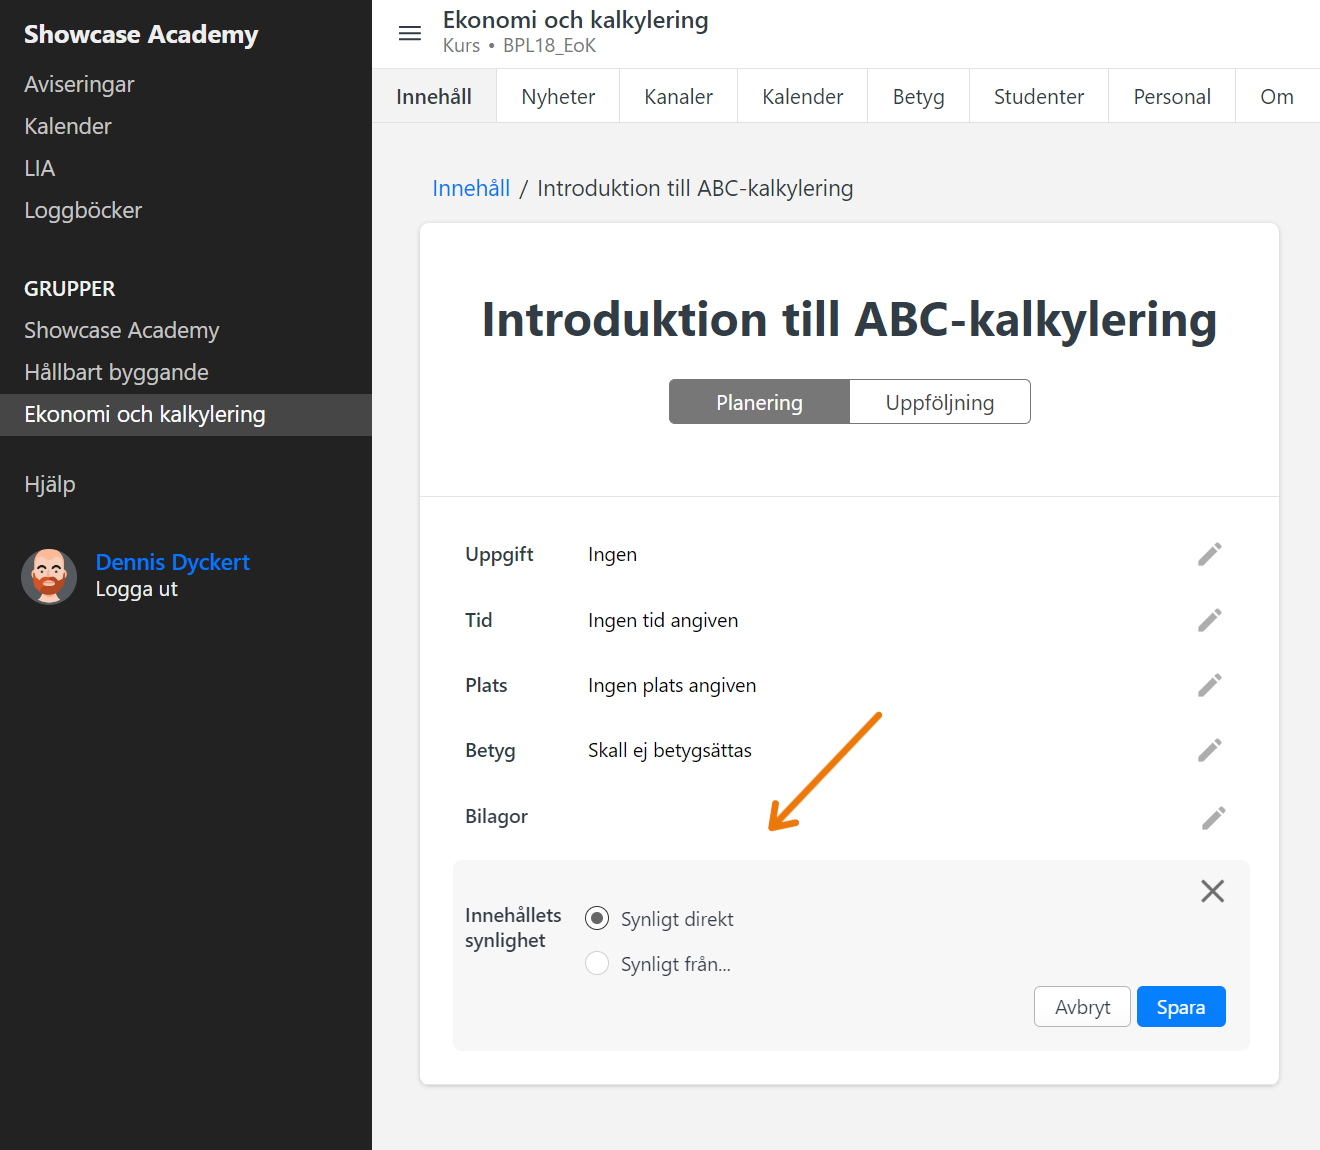 Showcase Academy
Aviseringar
Kalender
LIA
Loggböcker
GRUPPER
Showcase Academy
Hållbart byggande
Ekonomi och kalkylering
Hjälp
Dennis Dyckert
Logga ut
Ekonomi och kalkylering
Kurs • BPL18_EoK
Innehåll Nyheter Kanaler Kalender Betyg Studenter Personal Om
Innehåll / Introduktion till ABC-kalkylering
Introduktion till ABC-kalkylering
Planering Uppföljning
Uppgift Ingen
Tid Ingen tid angiven
Plats Ingen plats angiven
Betyg Skall ej betygsättas
Bilagor
Innehållets synlighet
Synligt direkt
Synligt från...
Avbryt Spara